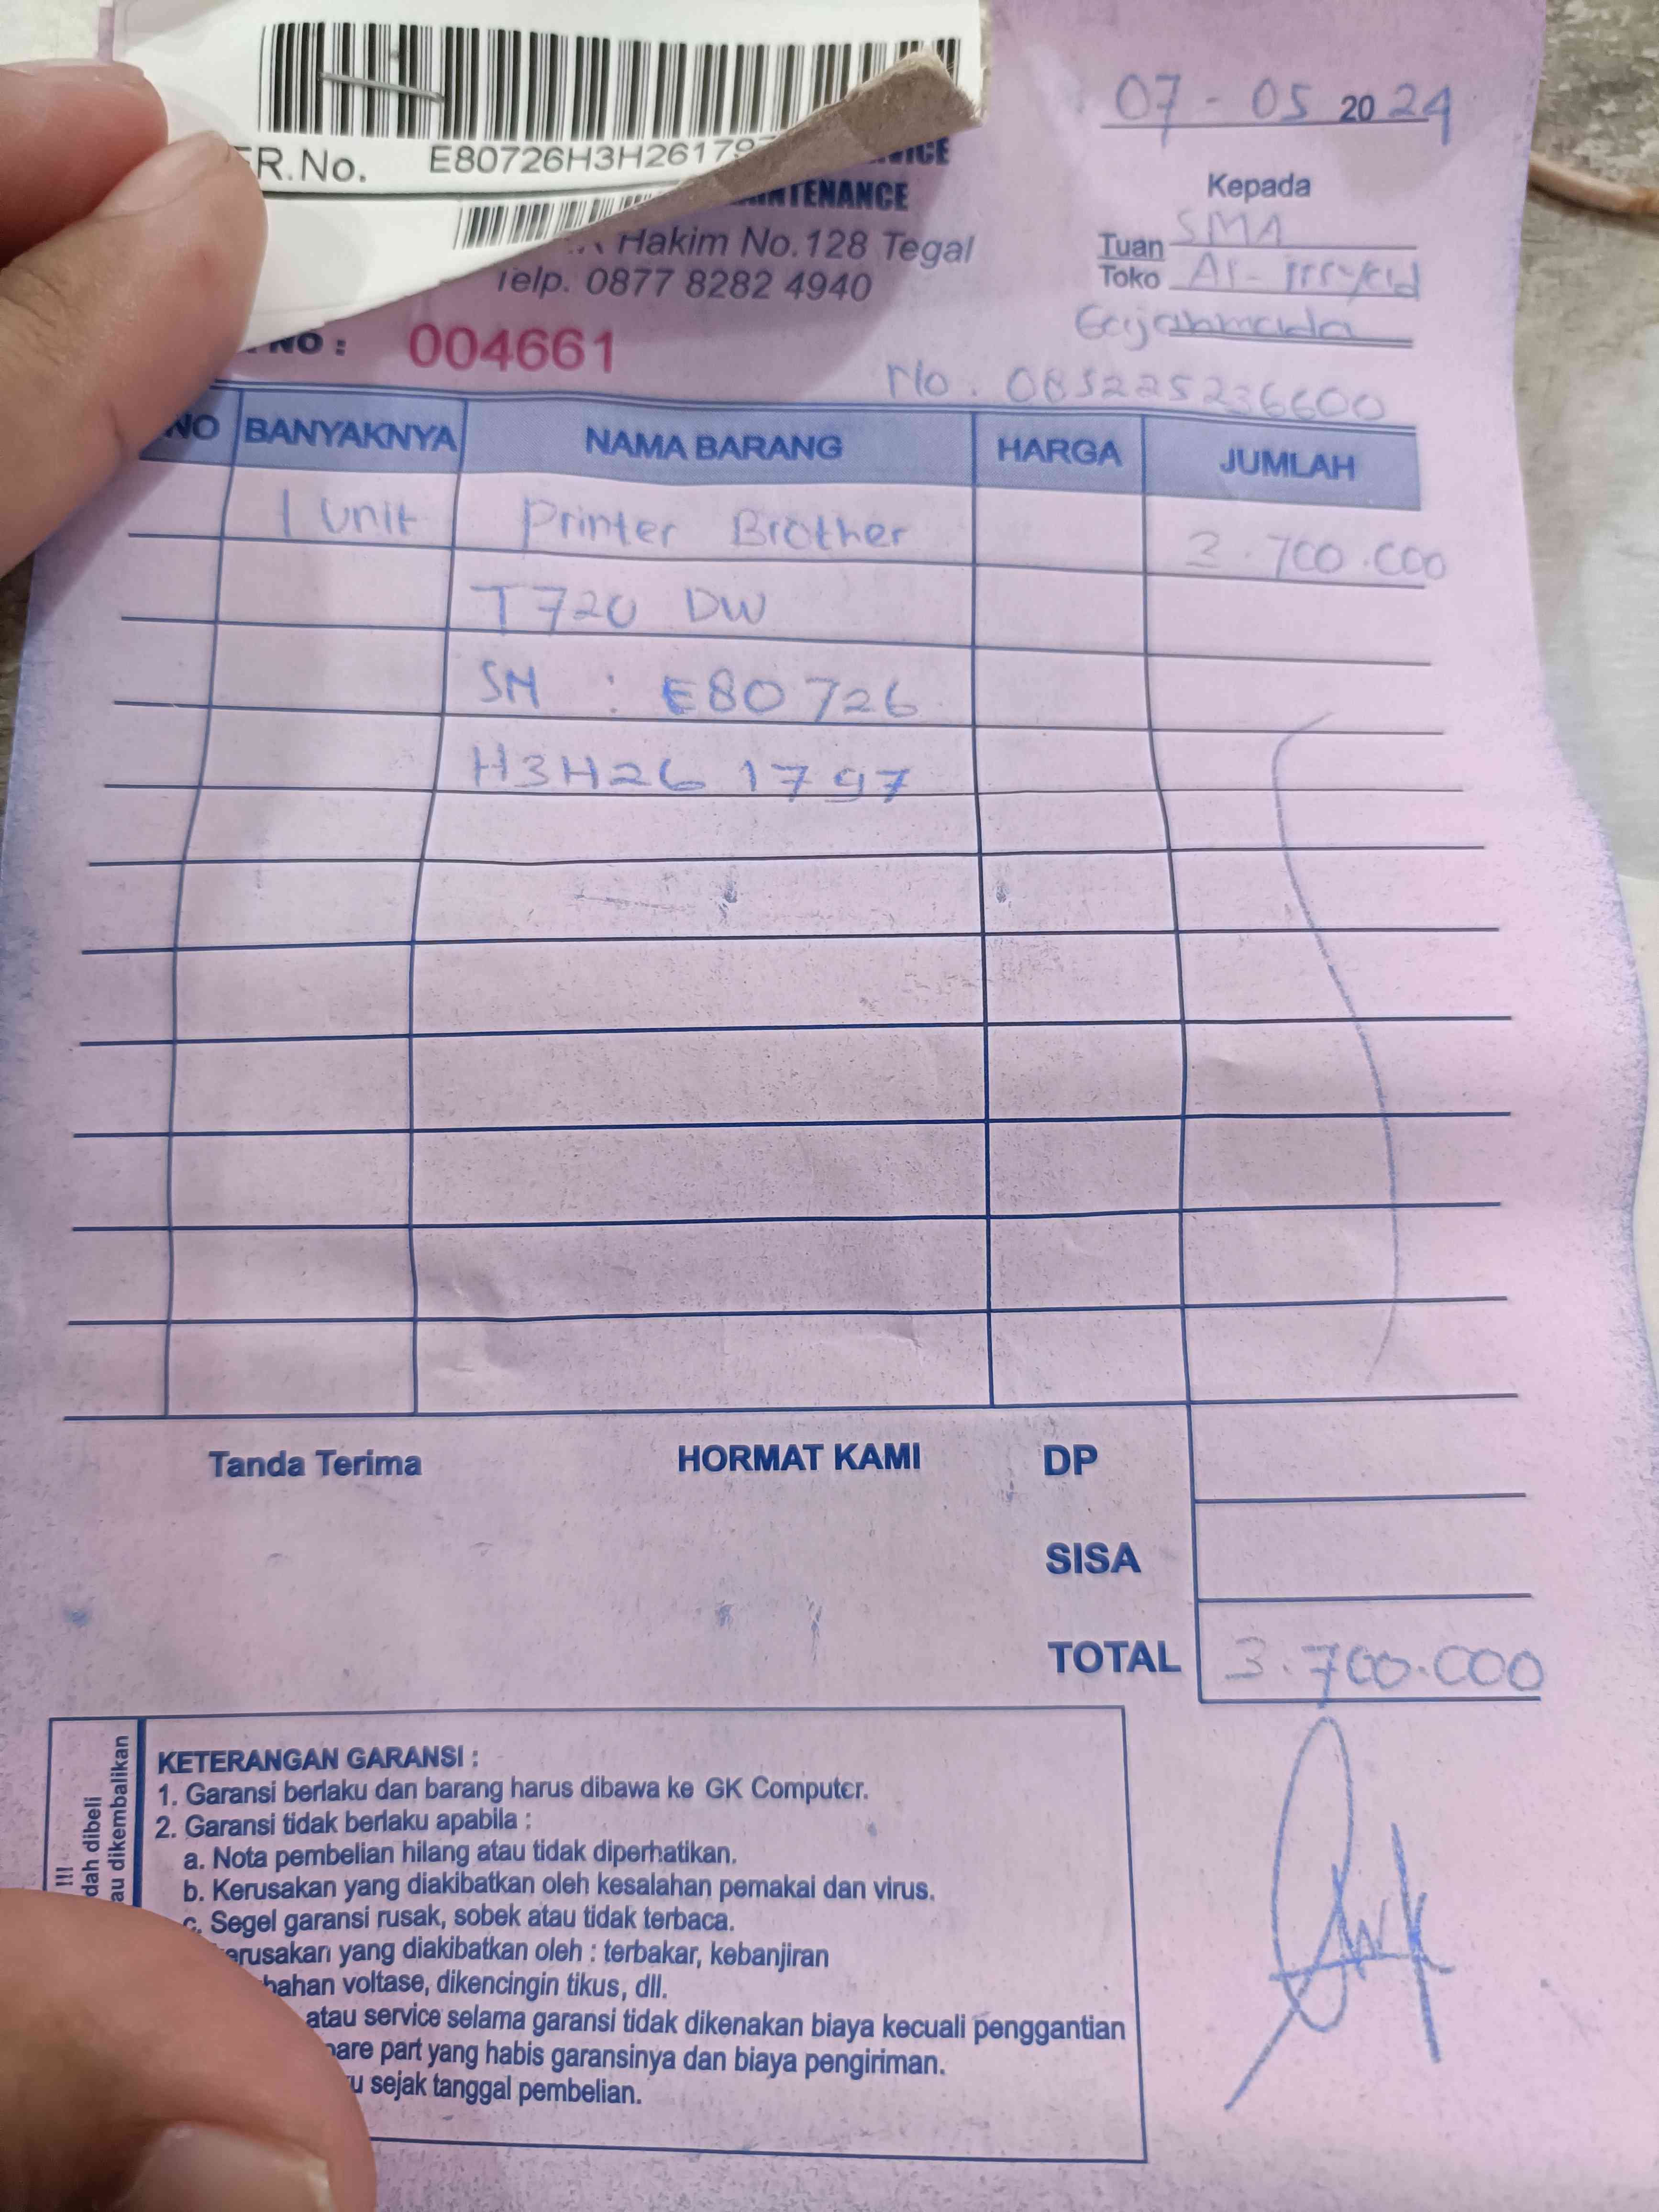 R.No. E80726H3H26179
07 - 05 2024
NTENANCE
Kepada
Hakim No.128 Tegal
Tuan SMA
Telp. 0877 8282 4940
Toko Al-Irsyad
Gajahmada
NO : 004661
No. 085225236600
NO BANYAKNYA NAMA BARANG HARGA JUMLAH
1 Unit Printer Brother 3.700.000
T720 DW
SN : E80726
H3H261797
Tanda Terima HORMAT KAMI DP
SISA
TOTAL 3.700.000
dah dibeli
au dikembalikan
!!!
KETERANGAN GARANSI :
1. Garansi berlaku dan barang harus dibawa ke GK Computer.
2. Garansi tidak berlaku apabila :
a. Nota pembelian hilang atau tidak diperhatikan.
b. Kerusakan yang diakibatkan oleh kesalahan pemakai dan virus.
c. Segel garansi rusak, sobek atau tidak terbaca.
erusakan yang diakibatkan oleh : terbakar, kebanjiran
bahan voltase, dikencingin tikus, dll.
atau service selama garansi tidak dikenakan biaya kecuali penggantian
pare part yang habis garansinya dan biaya pengiriman.
u sejak tanggal pembelian.